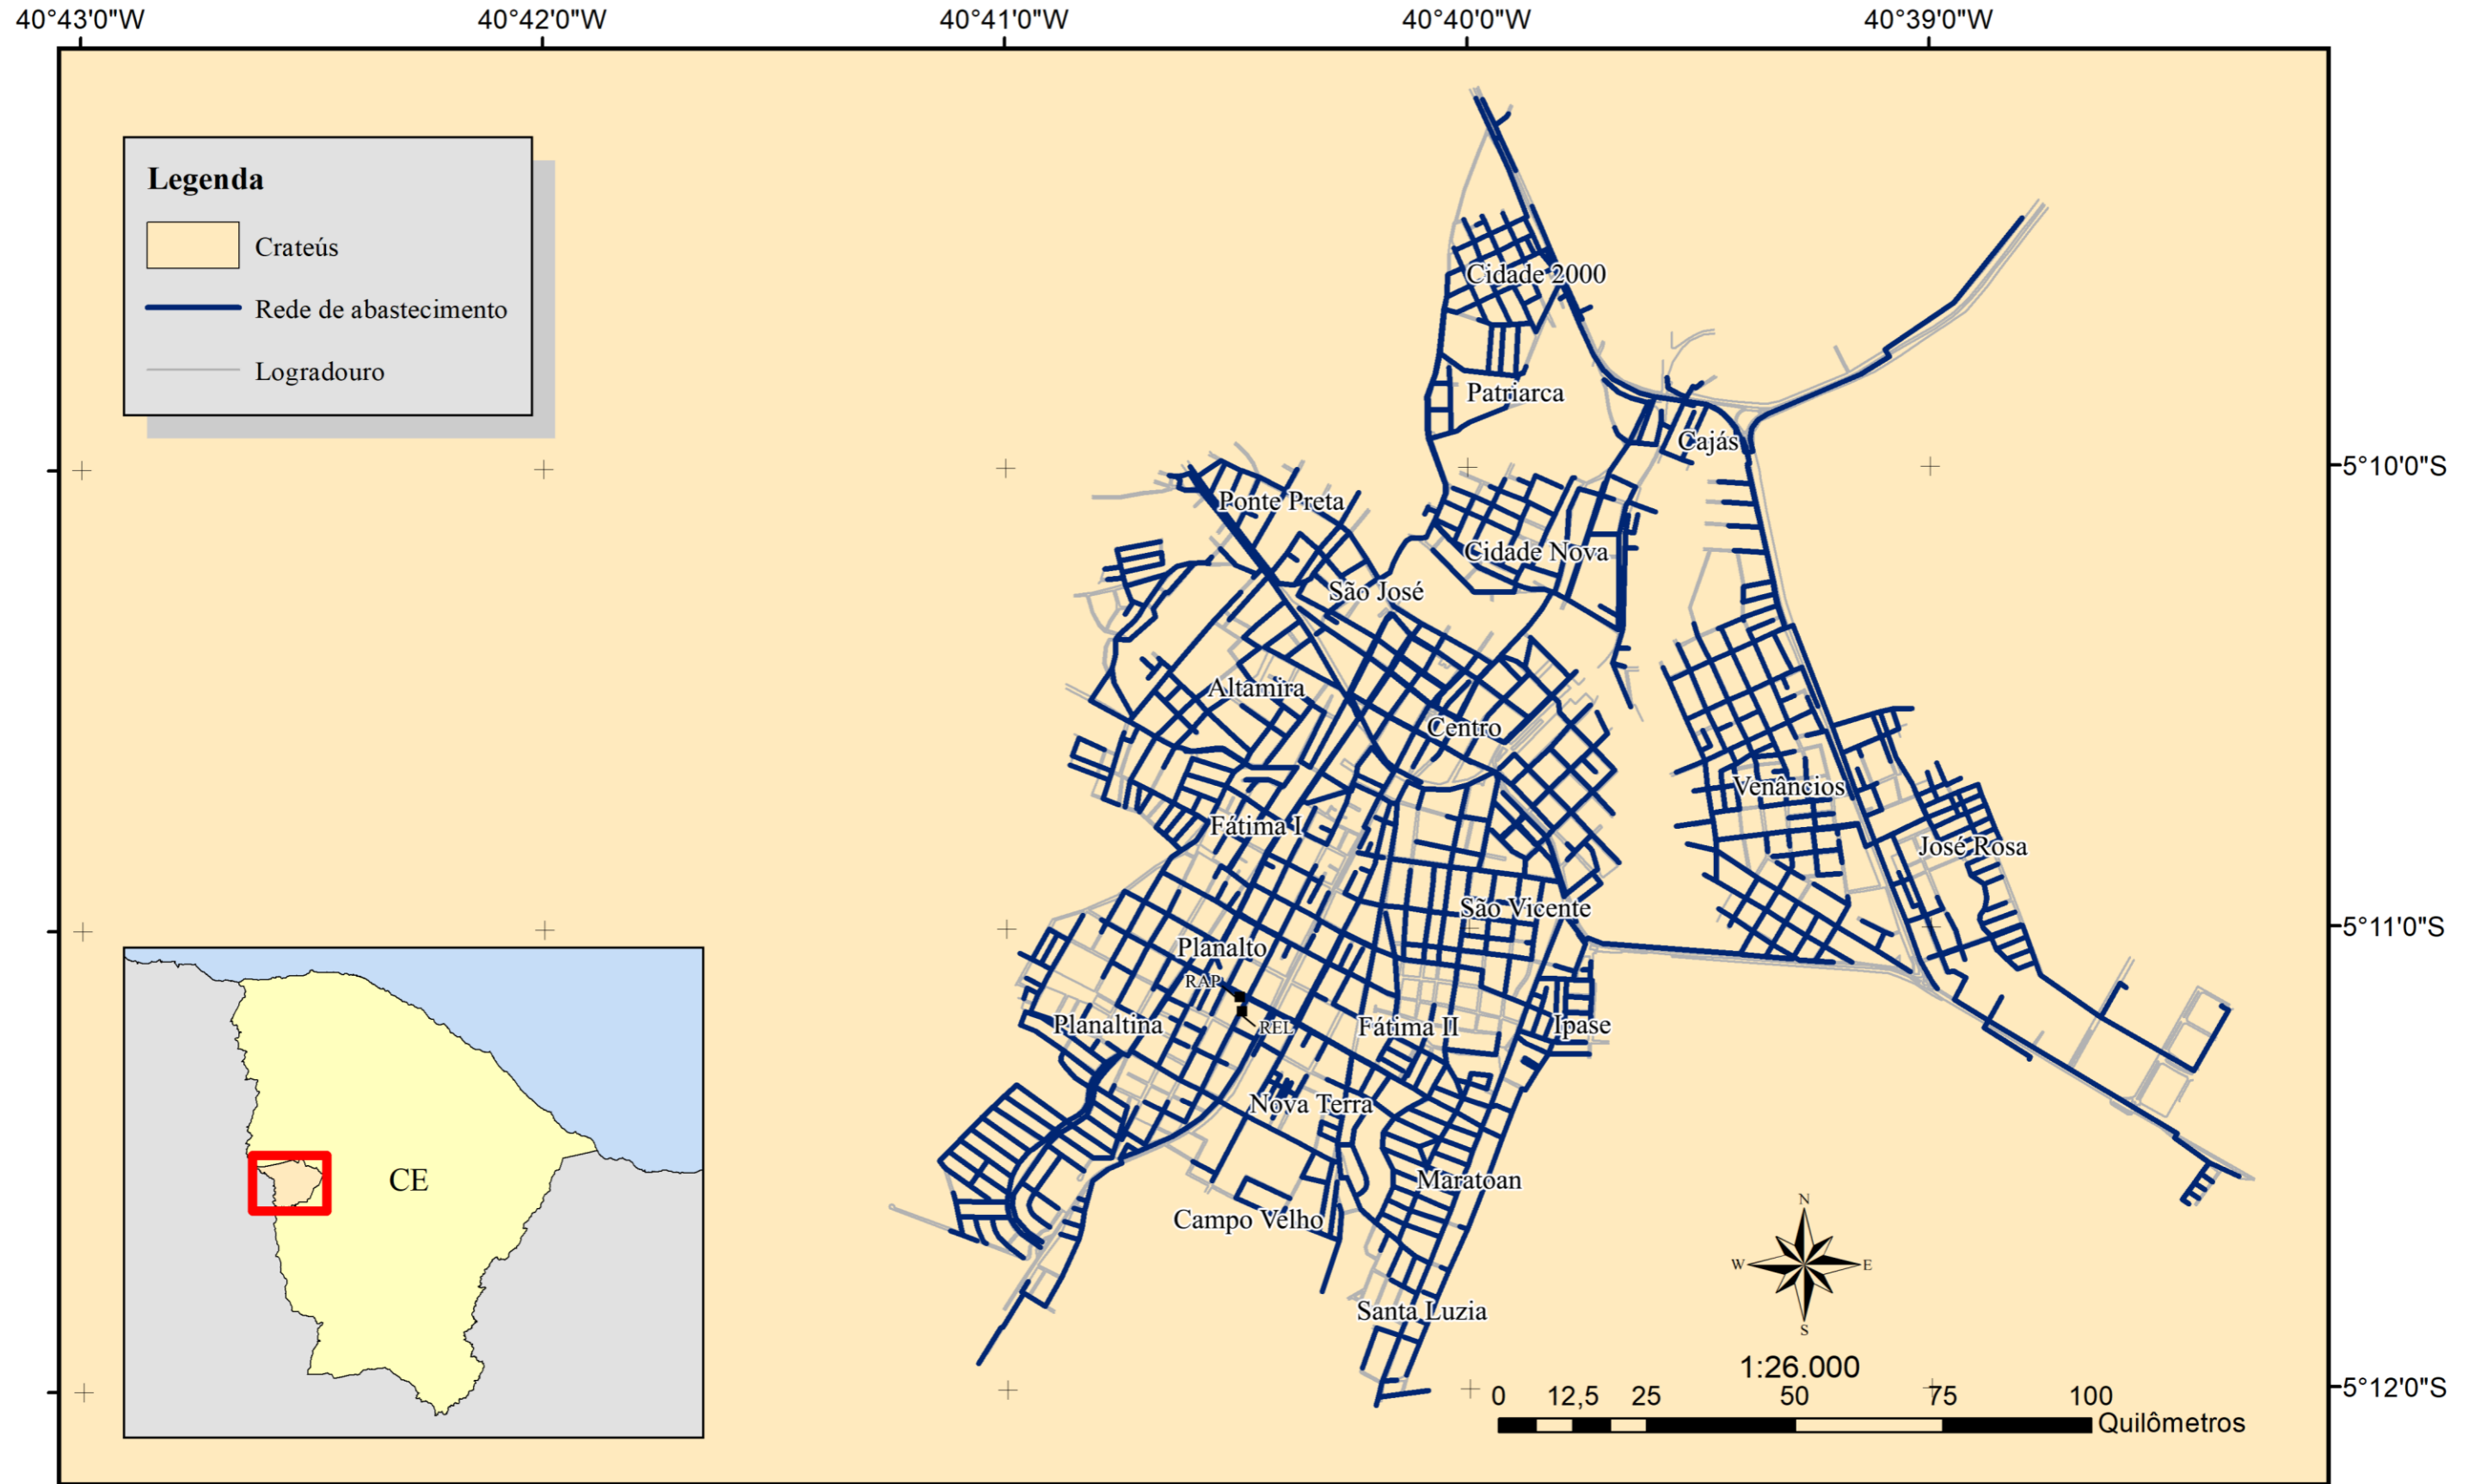 40°43'0"W
40°42'0"W
40°41'0"W
40°40'0"W
40°39'0"W
Legenda
Crateús
Rede de abastecimento
Logradouro
Cidade 2000
Patriarca
Cajás
5°10'0"S
Ponte Preta
Cidade Nova
São José
Altamira
Centro
Venâncios
Fátima I
José Rosa
São Vicente
5°11'0"S
Planalto
RAP
Planaltina
REL
Fátima II
Ipase
Nova Terra
CE
Maratoan
Campo Velho
N
W
E
S
Santa Luzia
1:26.000
5°12'0"S
0 12,5 25 50 75 100
Quilômetros